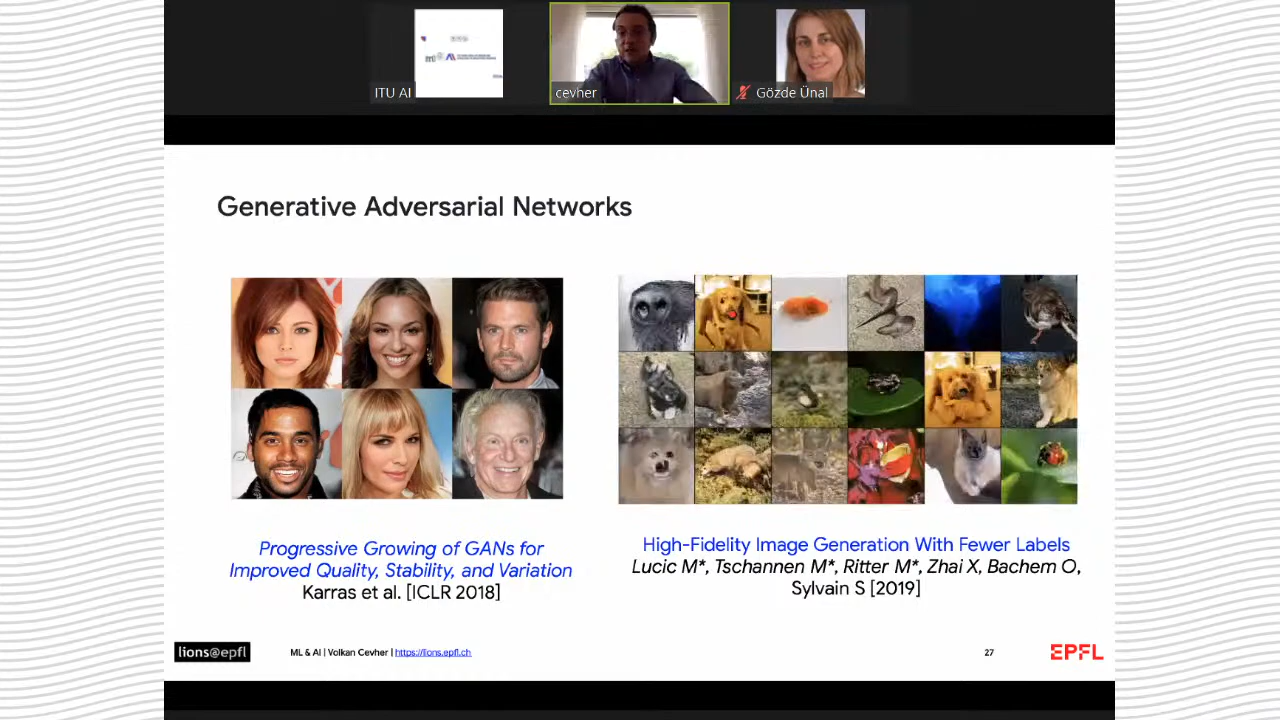 ITU AI
cevher
Gözde Ünal
Generative Adversarial Networks
Progressive Growing of GANs for
Improved Quality, Stability, and Variation
Karras et al. [ICLR 2018]
High-Fidelity Image Generation With Fewer Labels
Lucic M*, Tschannen M*, Ritter M*, Zhai X, Bachem O,
Sylvain S [2019]
lions@epfl
ML & AI | Volkan Cevher | https://lions.epfl.ch
27
EPFL